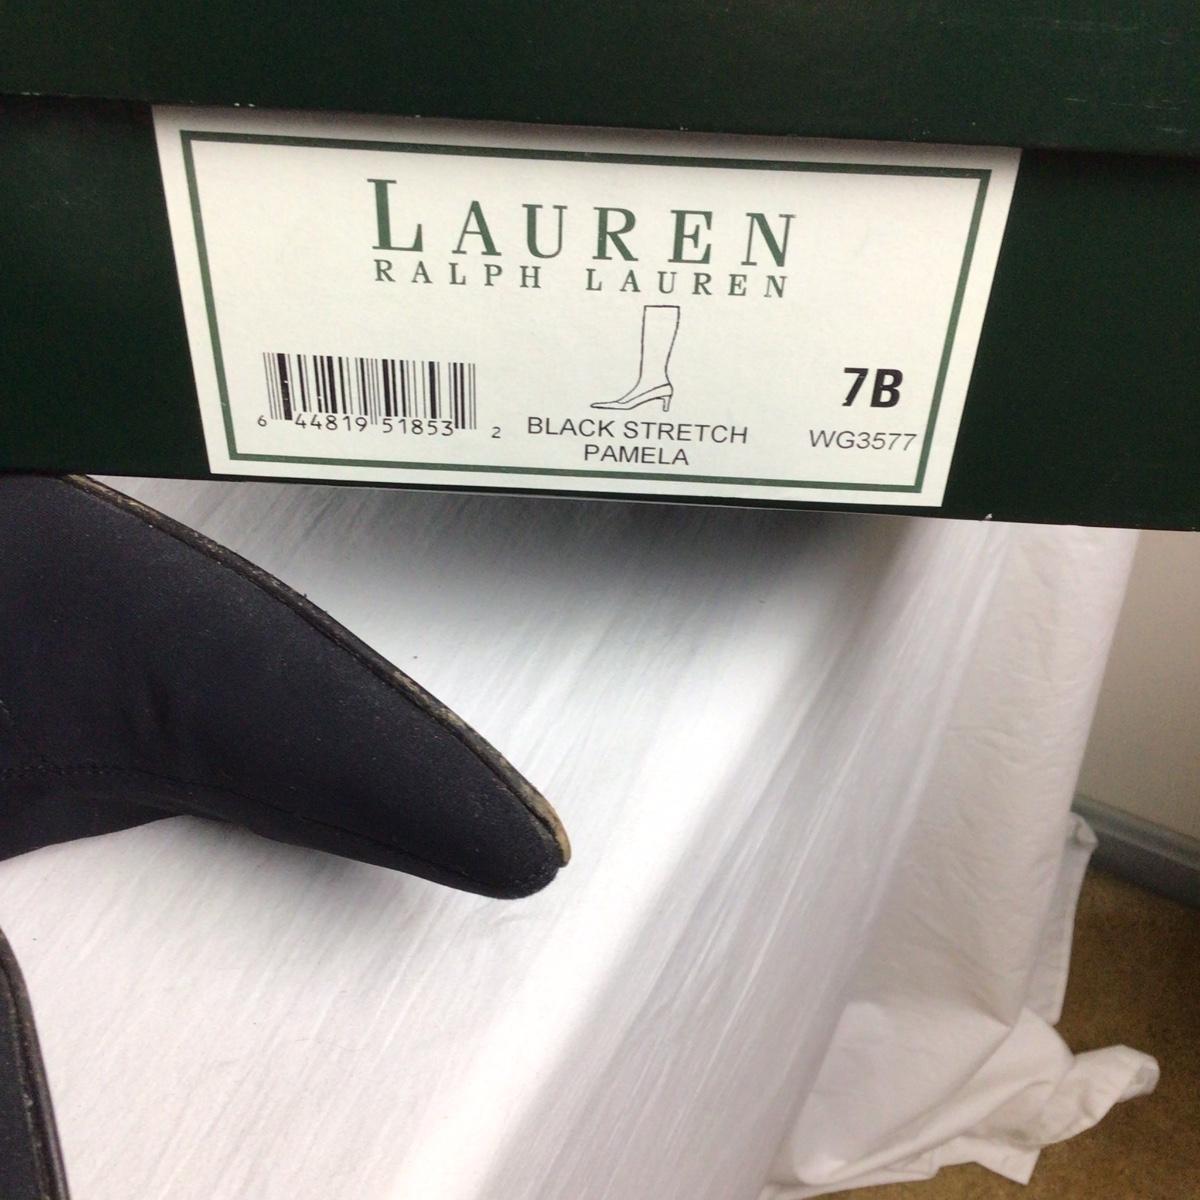 LAUREN
RALPH LAUREN
7B
6 44819 51853 2
BLACK STRETCH
WG3577
PAMELA